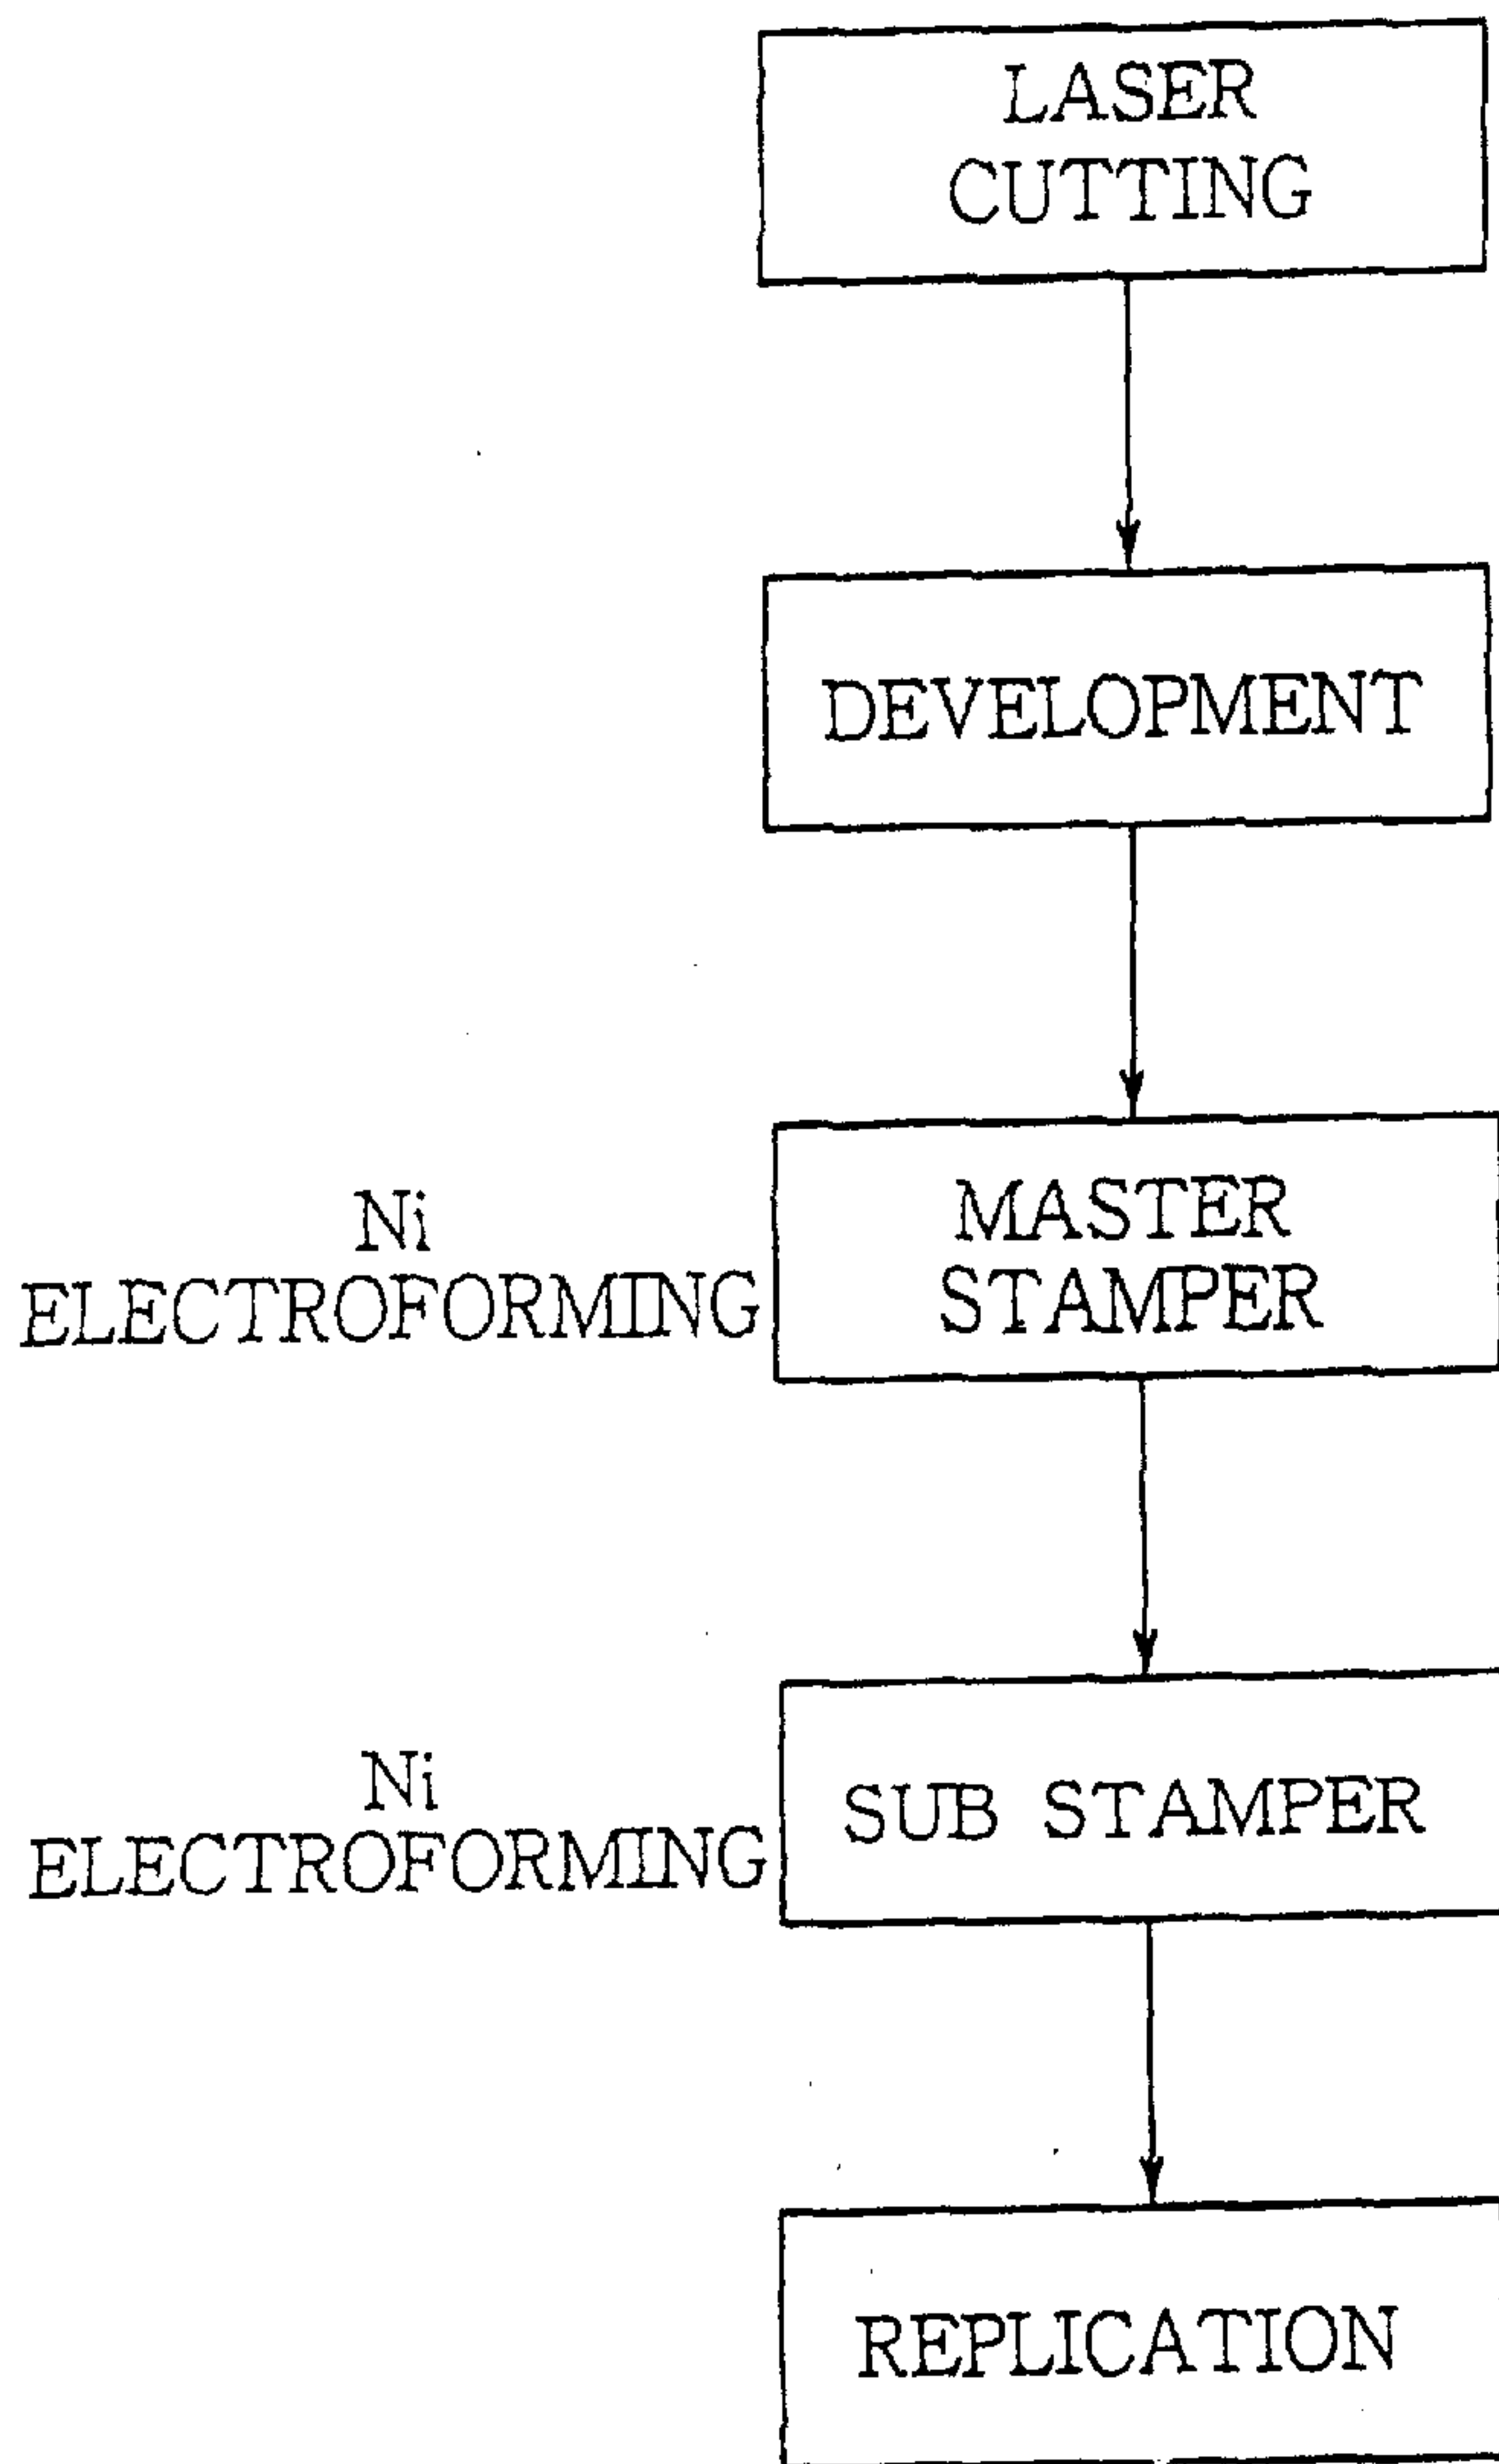 LASER
CUTTING
DEVELOPMENT
Ni
ELECTROFORMING
MASTER
STAMPER
Ni
ELECTROFORMING
SUB STAMPER
REPLICATION